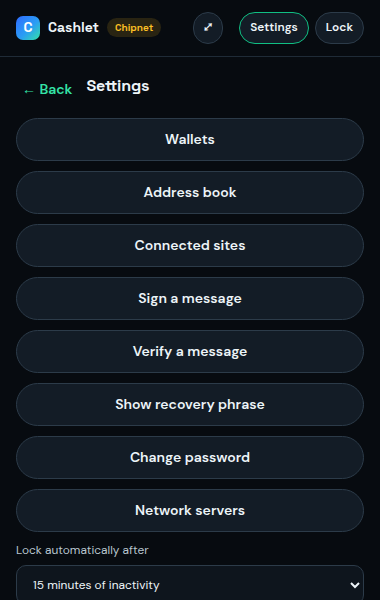 C Cashlet Chipnet Settings Lock
← Back Settings
Wallets
Address book
Connected sites
Sign a message
Verify a message
Show recovery phrase
Change password
Network servers
Lock automatically after
15 minutes of inactivity